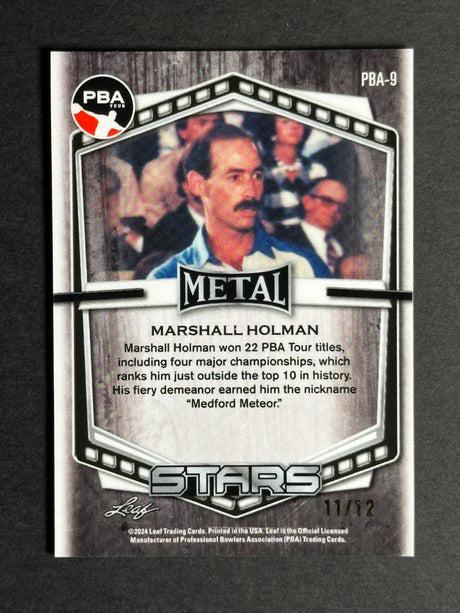 PBA
TOUR
PBA-9
METAL
MARSHALL HOLMAN
Marshall Holman won 22 PBA Tour titles,
including four major championships, which
ranks him just outside the top 10 in history.
His fiery demeanor earned him the nickname
“Medford Meteor.”
STARS
Leaf
11/12
©2024 Leaf Trading Cards. Printed in the USA. Leaf is the Official Licensed
Manufacturer of Professional Bowlers Association (PBA) Trading Cards.